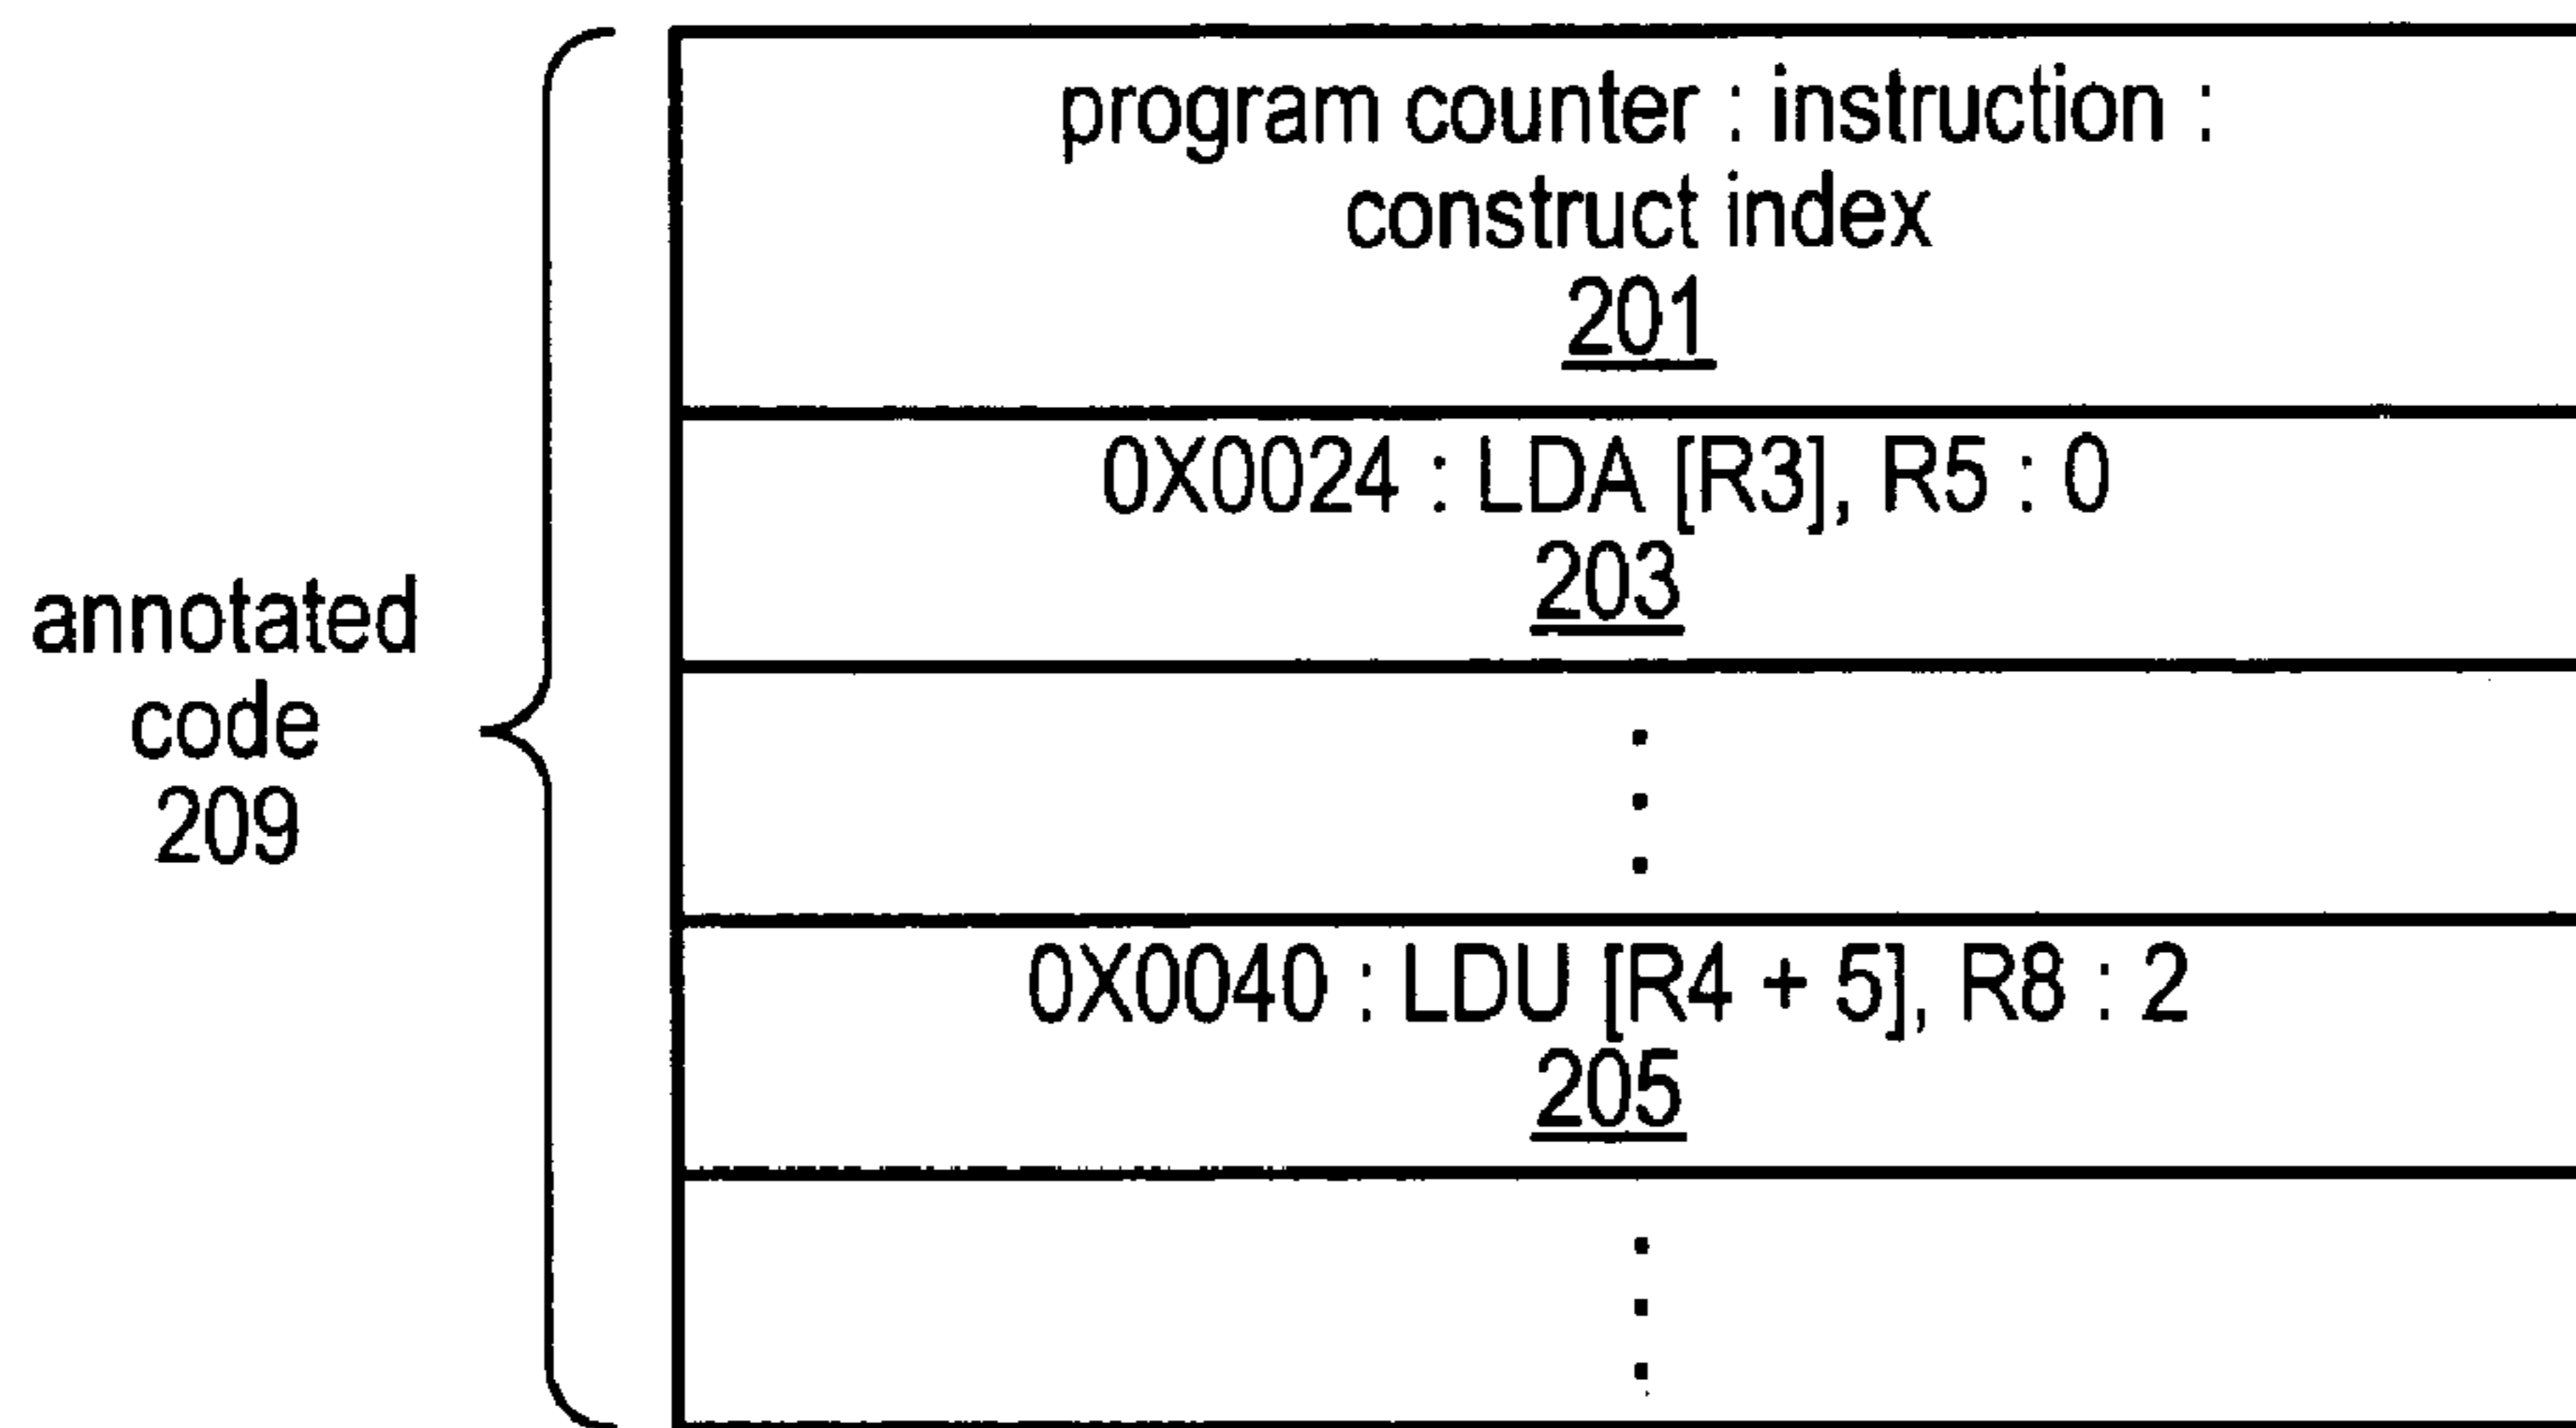 program counter : instruction :
construct index
201
0X0024 : LDA [R3], R5 : 0
203
annotated
code
209
0X0040 : LDU [R4 + 5], R8 : 2
205